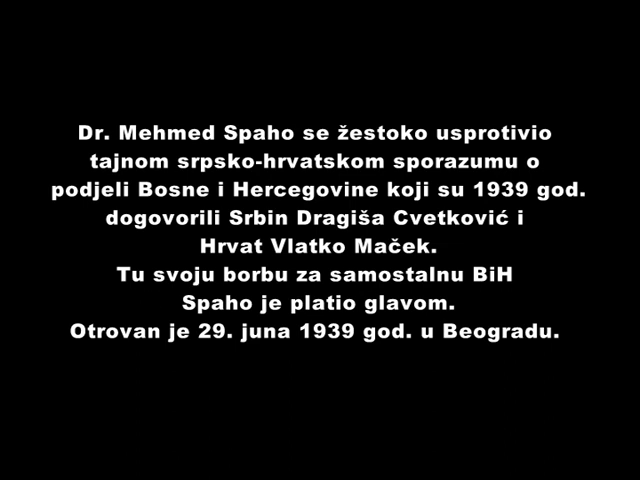 Dr. Mehmed Spaho se žestoko usprotivio
tajnom srpsko-hrvatskom sporazumu o
podjeli Bosne i Hercegovine koji su 1939 god.
dogovorili Srbin Dragiša Cvetković i
Hrvat Vlatko Maček.
Tu svoju borbu za samostalnu BiH
Spaho je platio glavom.
Otrovan je 29. juna 1939 god. u Beogradu.